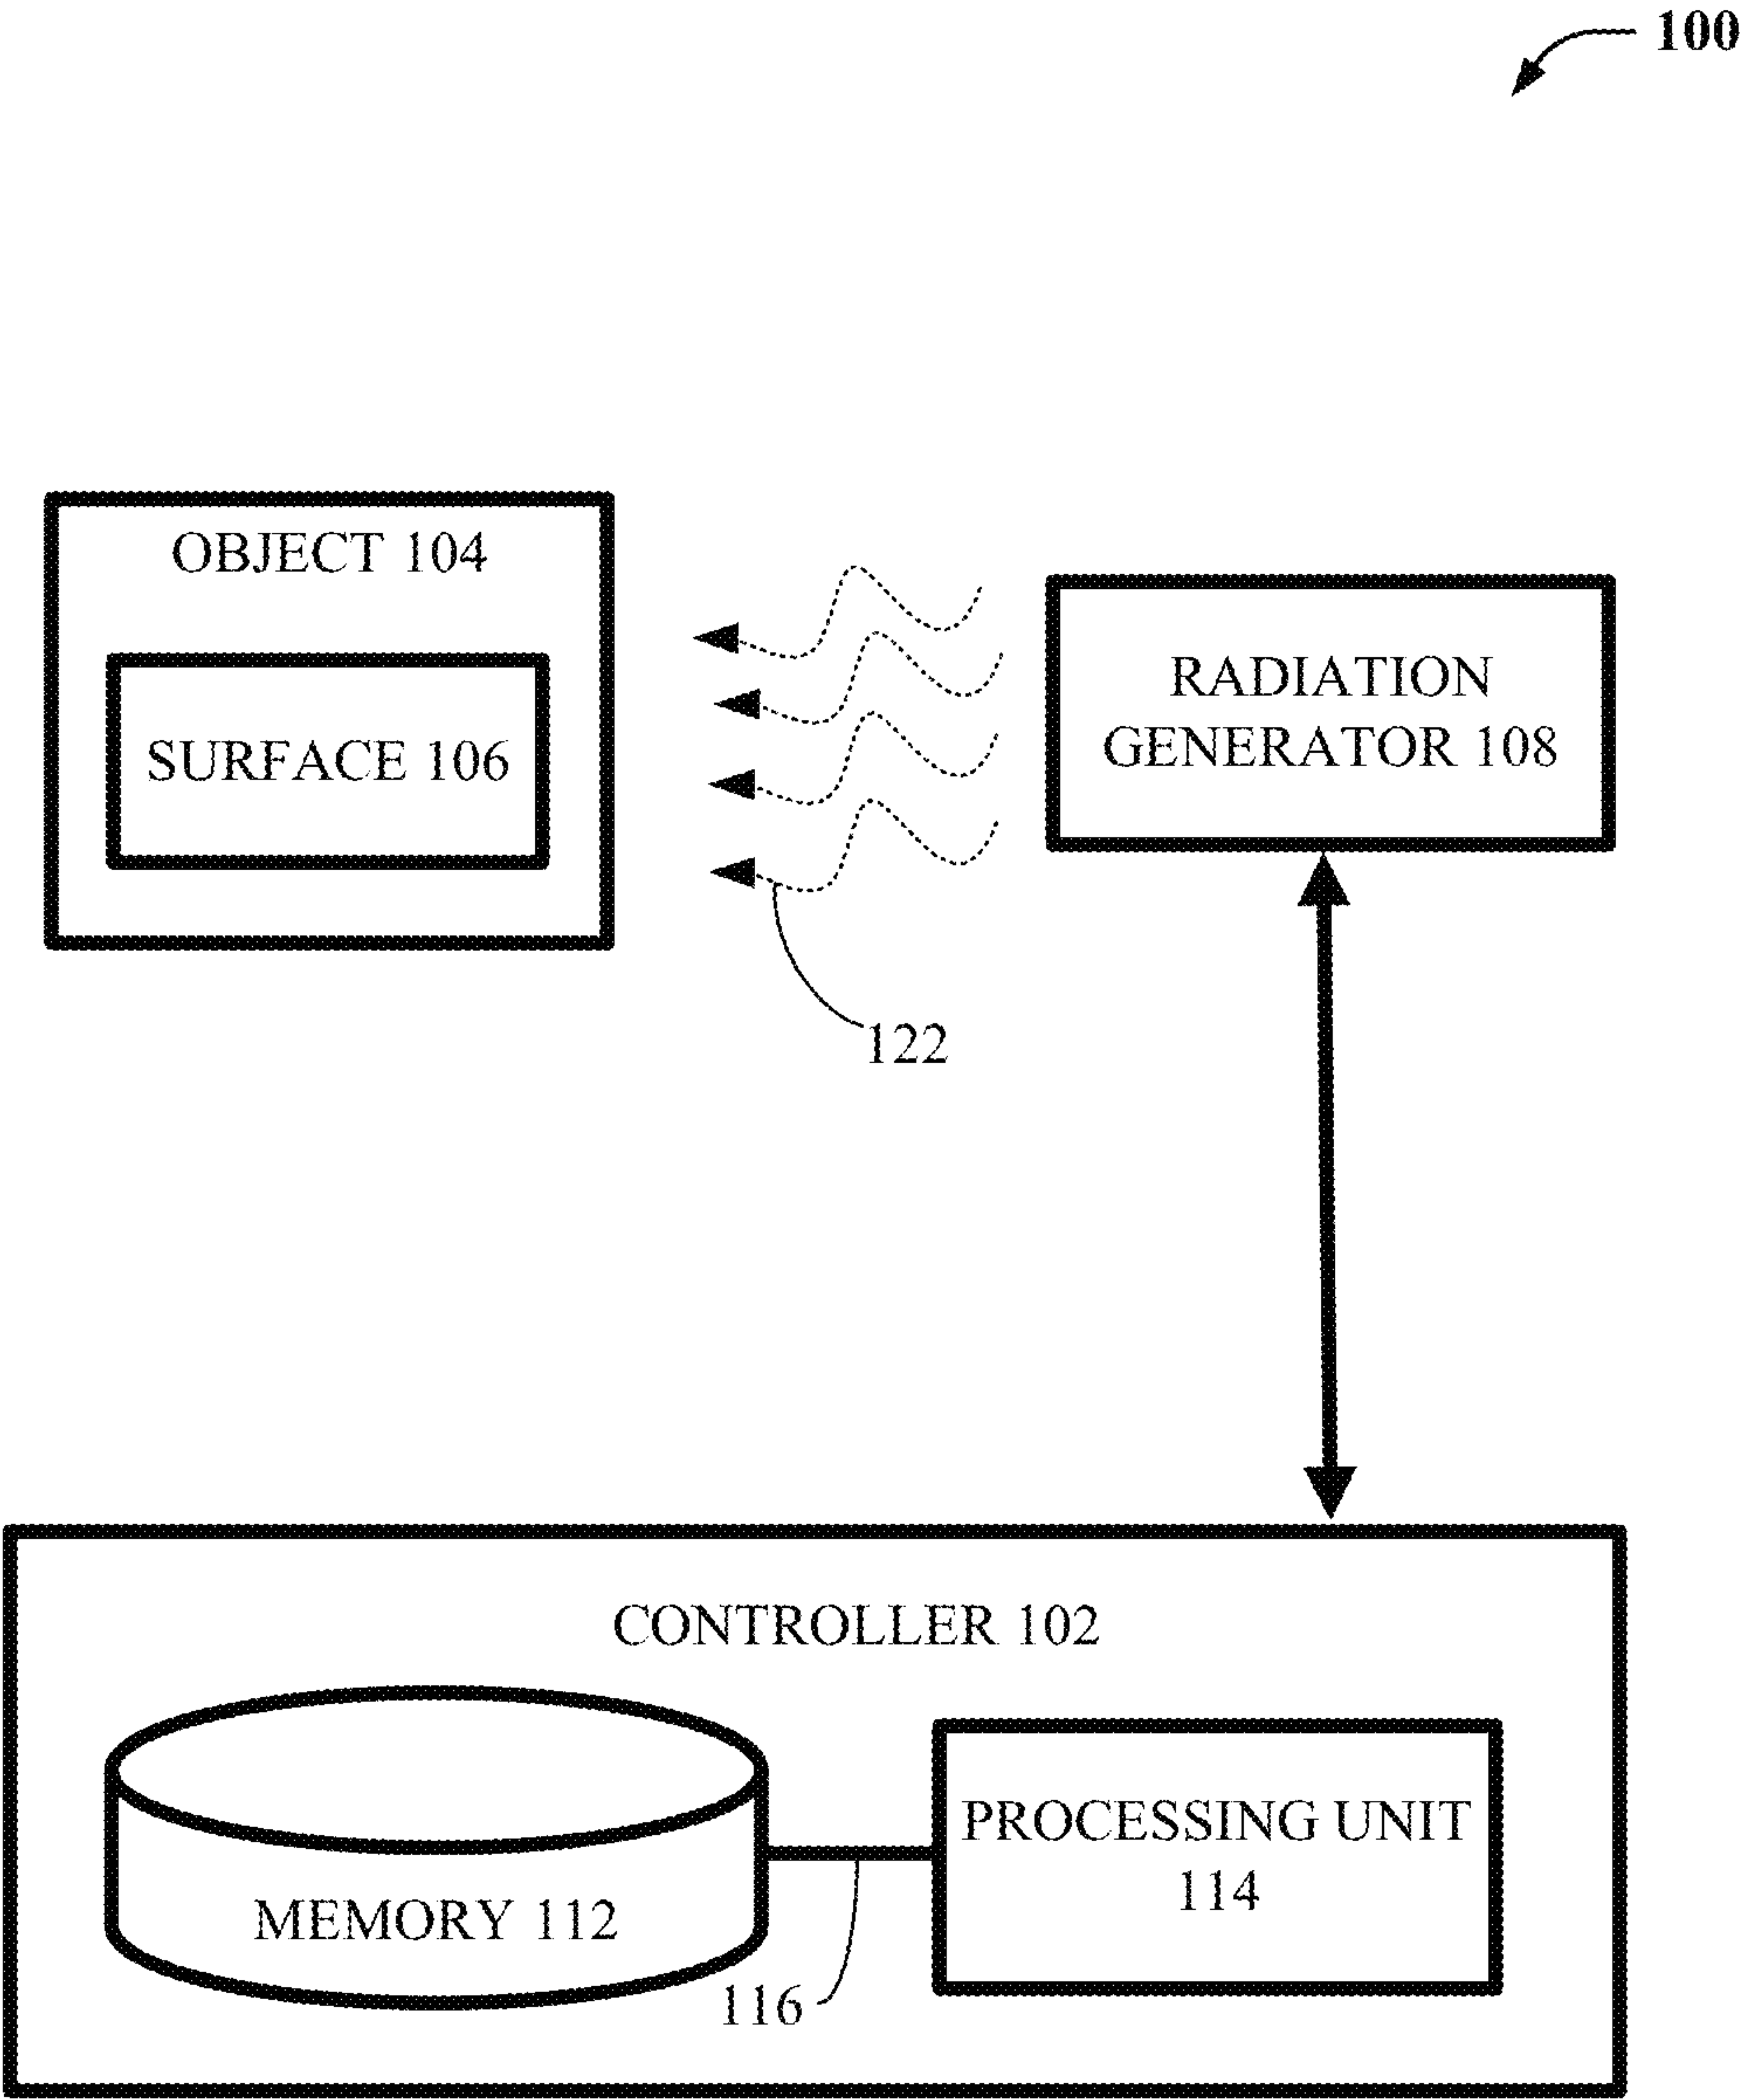 100
OBJECT 104
SURFACE 106
RADIATION
GENERATOR 108
122
CONTROLLER 102
MEMORY 112
PROCESSING UNIT
114
116